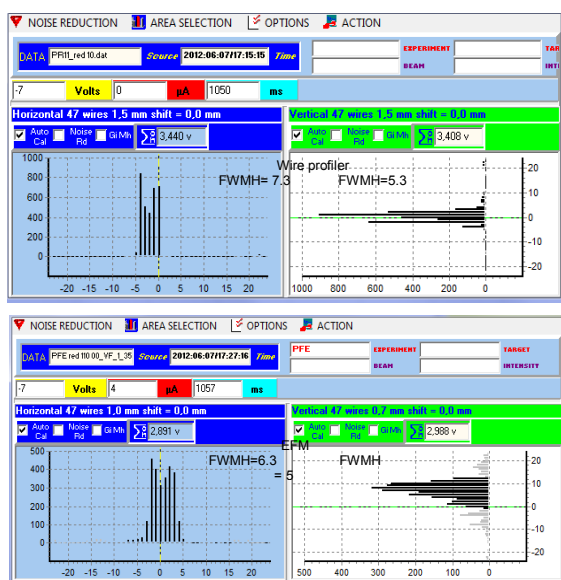 NOISE REDUCTION AREA SELECTION OPTIONS ACTION
DATA PR11_red 10.dat Source 2012:06:07/17:15:15 Time
EXPERIMENT TAR
BEAM INTI
-7 Volts 0 µA 1050 ms
Horizontal 47 wires 1,5 mm shift = 0,0 mm Vertical 47 wires 1,5 mm shift = 0,0 mm
Auto Cal Noise Rd Gi Mh Σ 3,440 v Auto Cal Noise Rd Gi Mh Σ 3,408 v
Wire profiler
FWMH= 7.3 FWMH=5.3
1000
800
600
400
200
0
-20 -15 -10 -5 0 5 10 15 20
20
10
0
-10
-20
1000 800 600 400 200 0
NOISE REDUCTION AREA SELECTION OPTIONS ACTION
DATA PFE red 110 00_VF_1_35 Source 2012:06:07/17:27:16 Time
PFE EXPERIMENT TARGET
BEAM INTENSITY
-7 Volts 4 µA 1057 ms
Horizontal 47 wires 1,0 mm shift = 0,0 mm Vertical 47 wires 0,7 mm shift = 0,0 mm
Auto Cal Noise Rd Gi Mh Σ 2,891 v Auto Cal Noise Rd Gi Mh Σ 2,988 v
EFM
FWMH=6.3 FWMH
= 5
500
400
300
200
100
0
-20 -15 -10 -5 0 5 10 15 20
20
10
0
-10
-20
500 400 300 200 100 0